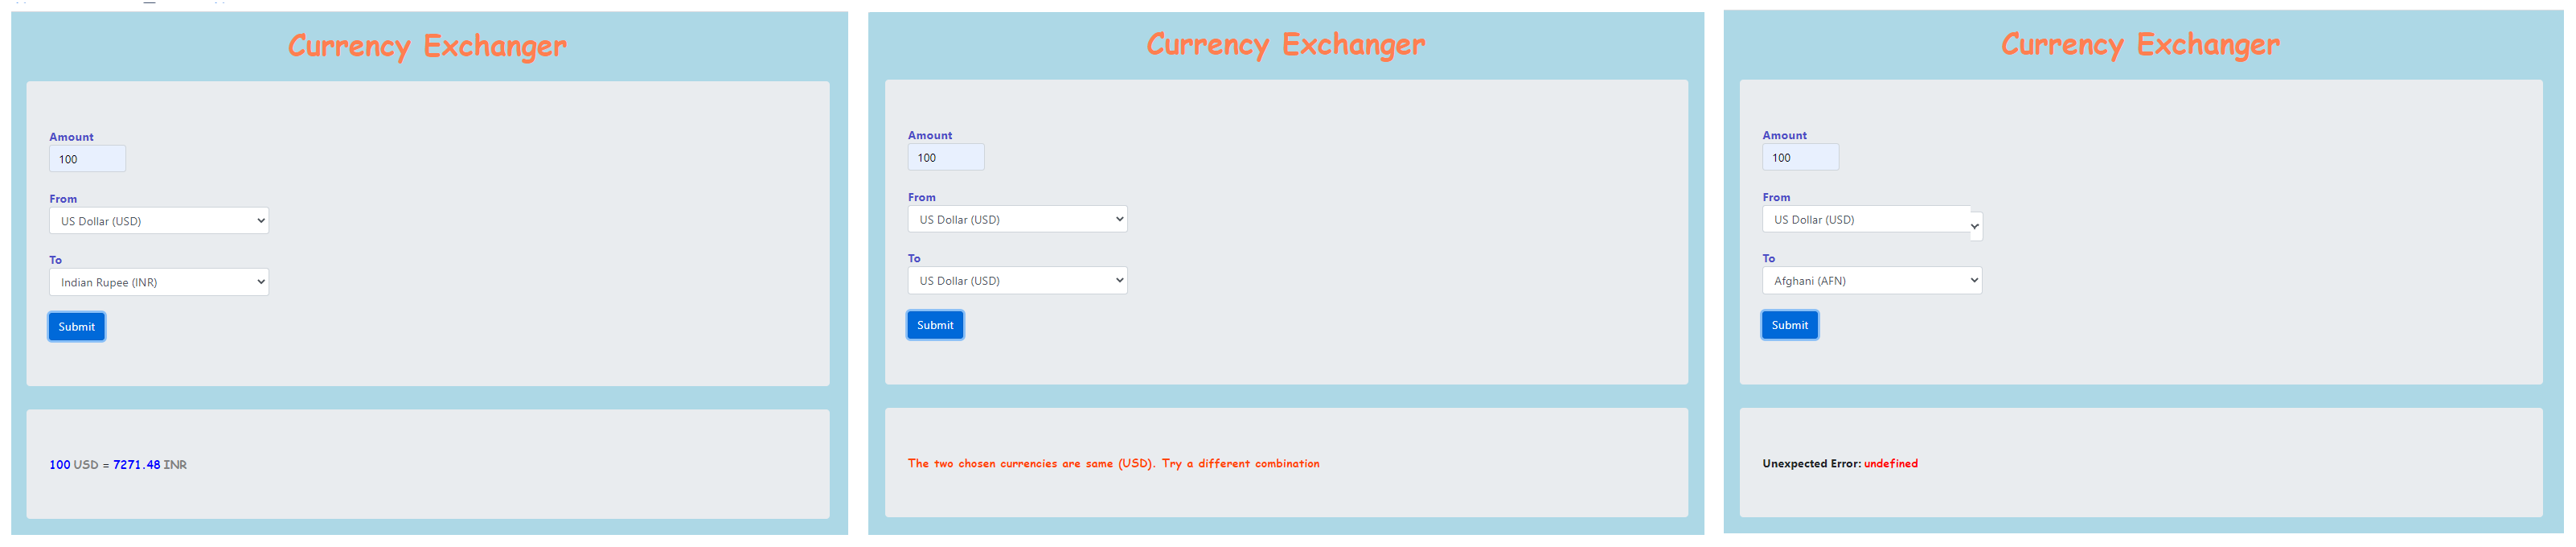 Currency Exchanger
Amount
100
From
US Dollar (USD)
To
Indian Rupee (INR)
Submit
100 USD = 7271.48 INR
Currency Exchanger
Amount
100
From
US Dollar (USD)
To
US Dollar (USD)
Submit
The two chosen currencies are same (USD). Try a different combination
Currency Exchanger
Amount
100
From
US Dollar (USD)
To
Afghani (AFN)
Submit
Unexpected Error: undefined